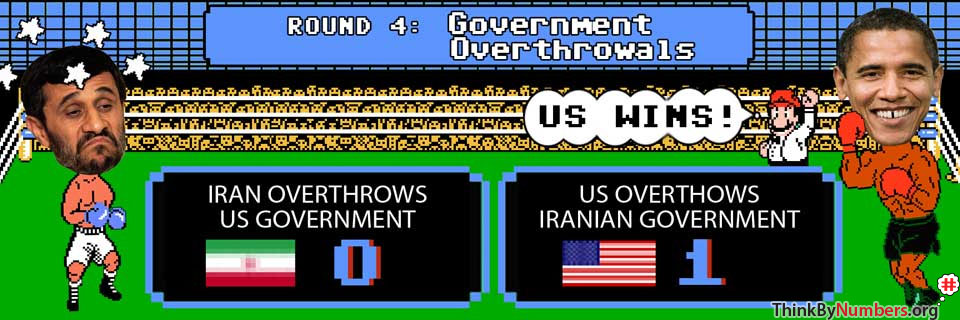 ROUND 4: Government
Overthrowals
US WINS!
IRAN OVERTHROWS
US GOVERNMENT
0
US OVERTHOWS
IRANIAN GOVERNMENT
1
#
ThinkByNumbers.org